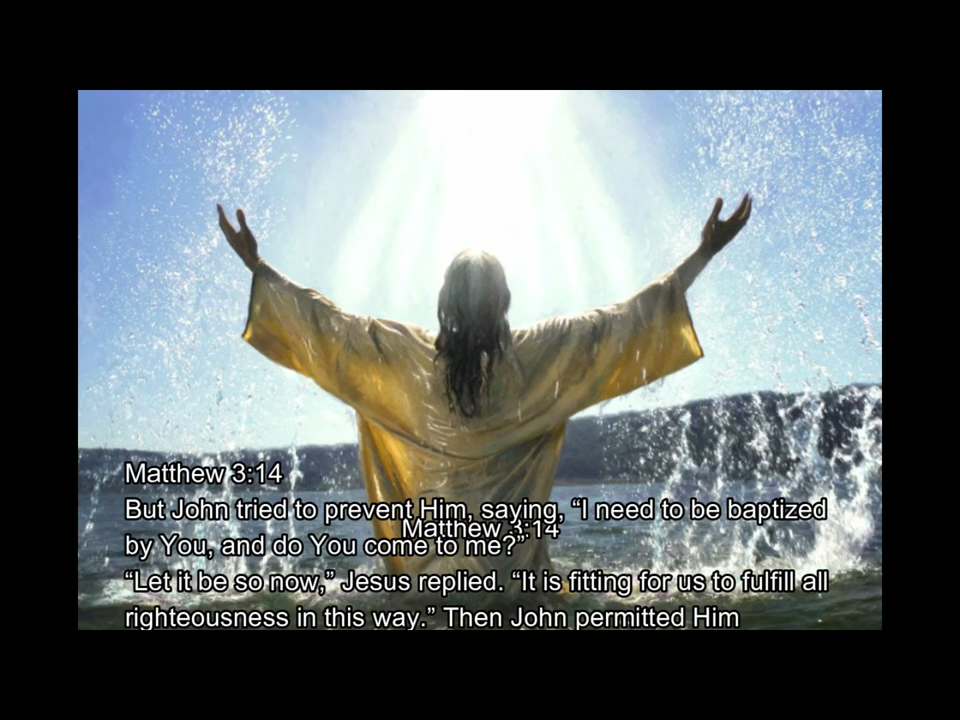 Matthew 3:14
But John tried to prevent Him, saying, “I need to be baptized
Matthew 3:14
by You, and do You come to me?”
“Let it be so now,” Jesus replied. “It is fitting for us to fulfill all
righteousness in this way.” Then John permitted Him